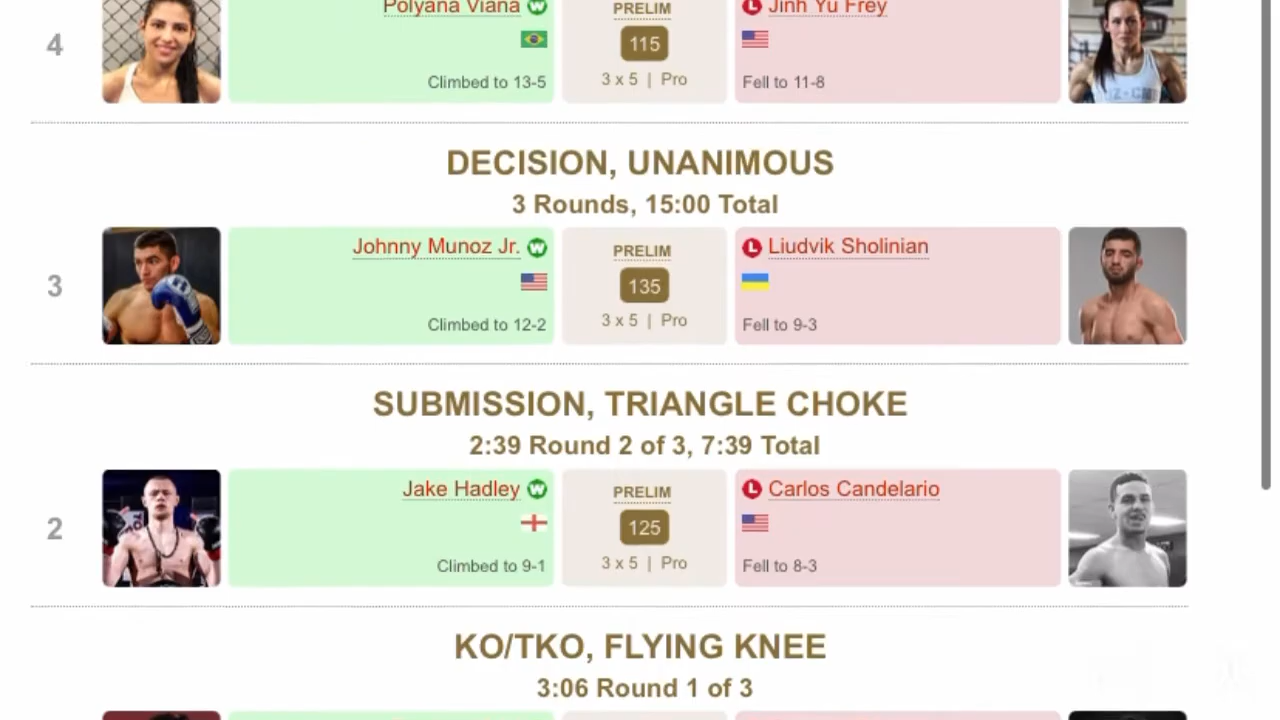 Polyana Viana W
PRELIM
L Jinh Yu Frey
4
115
Climbed to 13-5
3 x 5 | Pro
Fell to 11-8
DECISION, UNANIMOUS
3 Rounds, 15:00 Total
Johnny Munoz Jr. W
PRELIM
L Liudvik Sholinian
3
135
Climbed to 12-2
3 x 5 | Pro
Fell to 9-3
SUBMISSION, TRIANGLE CHOKE
2:39 Round 2 of 3, 7:39 Total
Jake Hadley W
PRELIM
L Carlos Candelario
2
125
Climbed to 9-1
3 x 5 | Pro
Fell to 8-3
KO/TKO, FLYING KNEE
3:06 Round 1 of 3